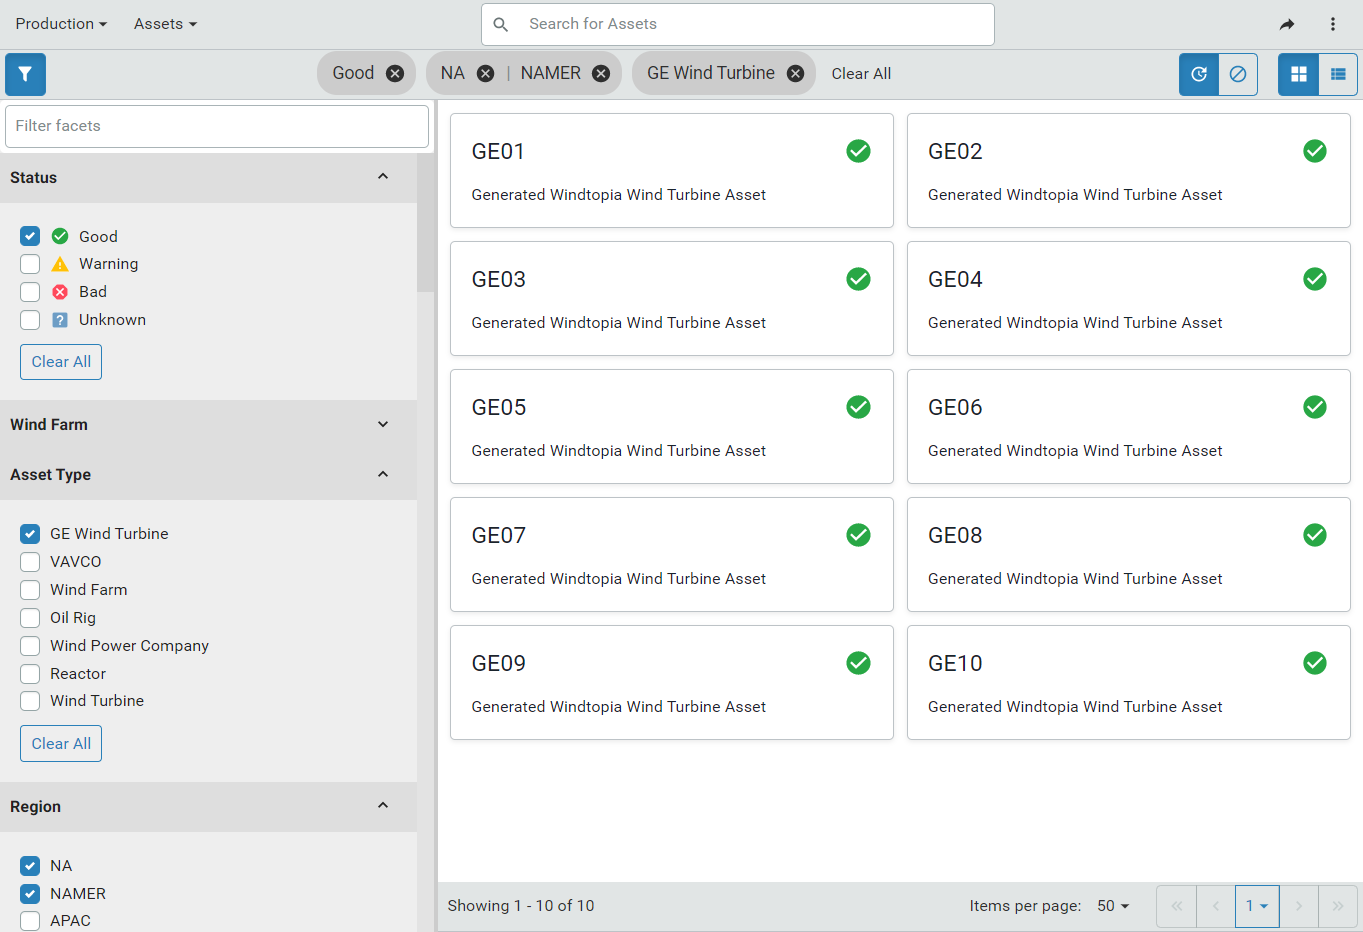 Production Assets Search for Assets
Good NA | NAMER GE Wind Turbine Clear All
Filter facets
Status
Good
Warning
Bad
? Unknown
Clear All
Wind Farm
Asset Type
GE Wind Turbine
VAVCO
Wind Farm
Oil Rig
Wind Power Company
Reactor
Wind Turbine
Clear All
Region
NA
NAMER
APAC
GE01
Generated Windtopia Wind Turbine Asset
GE02
Generated Windtopia Wind Turbine Asset
GE03
Generated Windtopia Wind Turbine Asset
GE04
Generated Windtopia Wind Turbine Asset
GE05
Generated Windtopia Wind Turbine Asset
GE06
Generated Windtopia Wind Turbine Asset
GE07
Generated Windtopia Wind Turbine Asset
GE08
Generated Windtopia Wind Turbine Asset
GE09
Generated Windtopia Wind Turbine Asset
GE10
Generated Windtopia Wind Turbine Asset
Showing 1 - 10 of 10 Items per page: 50 « ‹ 1 › »